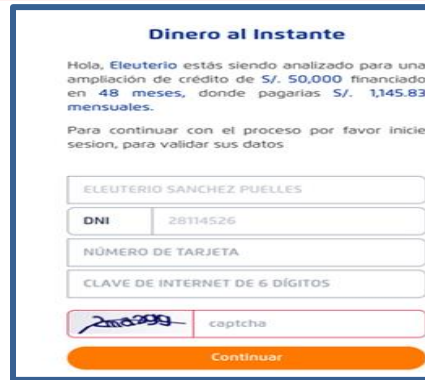 Dinero al Instante
Hola, Eleuterio estás siendo analizado para una
ampliación de crédito de S/. 50,000 financiado
en 48 meses, donde pagarias S/. 1,145.83
mensuales.
Para continuar con el proceso por favor inicie
sesion, para validar sus datos
ELEUTERIO SANCHEZ PUELLES
DNI 28114526
NÚMERO DE TARJETA
CLAVE DE INTERNET DE 6 DÍGITOS
captcha
Continuar